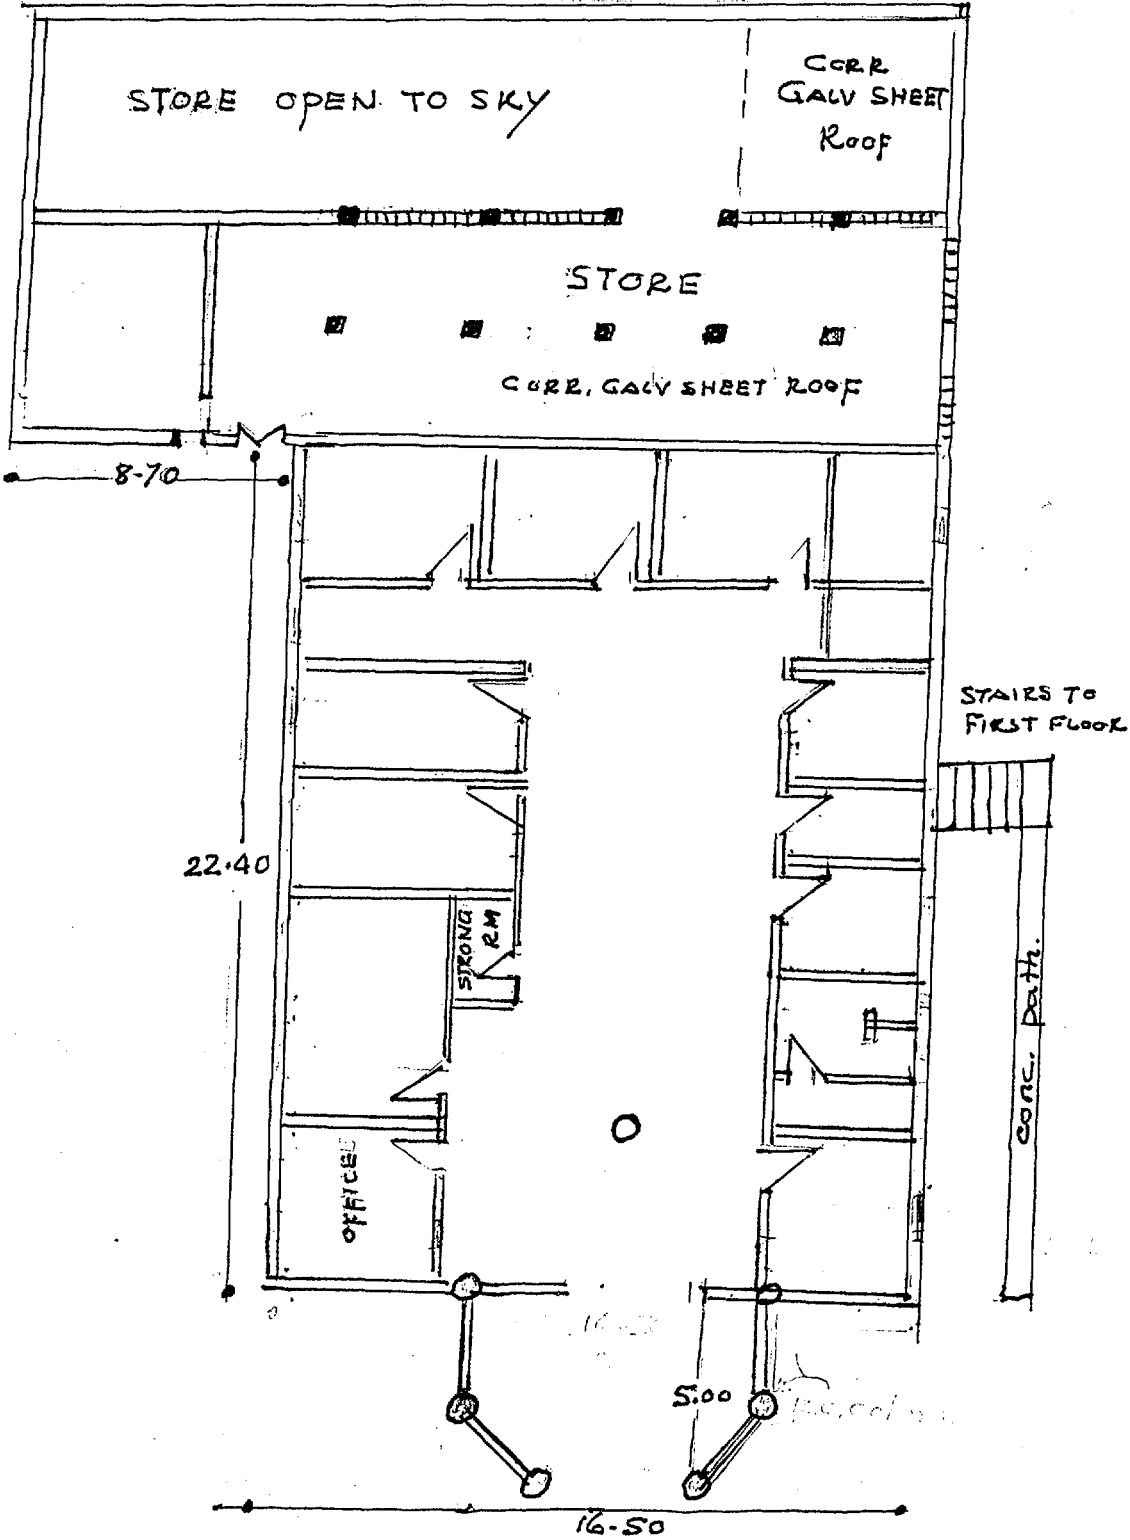 STORE OPEN TO SKY
CORR
GALV SHEET
ROOF
STORE
CORR. GALV SHEET ROOF
8-70
STAIRS TO
FIRST FLOOR
22.40
STRONG
RM
conc. path.
OFFICE
5.00
16-50